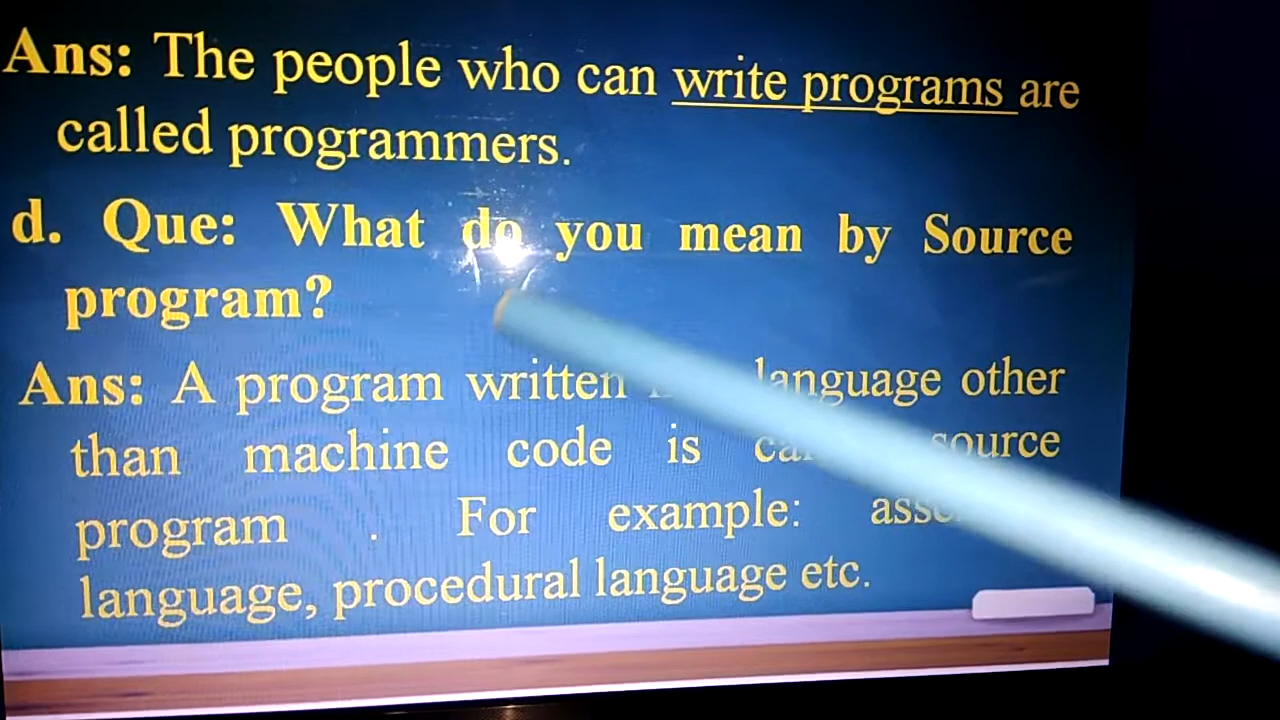 Ans: The people who can write programs are
called programmers.
d. Que: What do you mean by Source
program?
Ans: A program written language other
than machine code is source
program . For example:
language, procedural language etc.